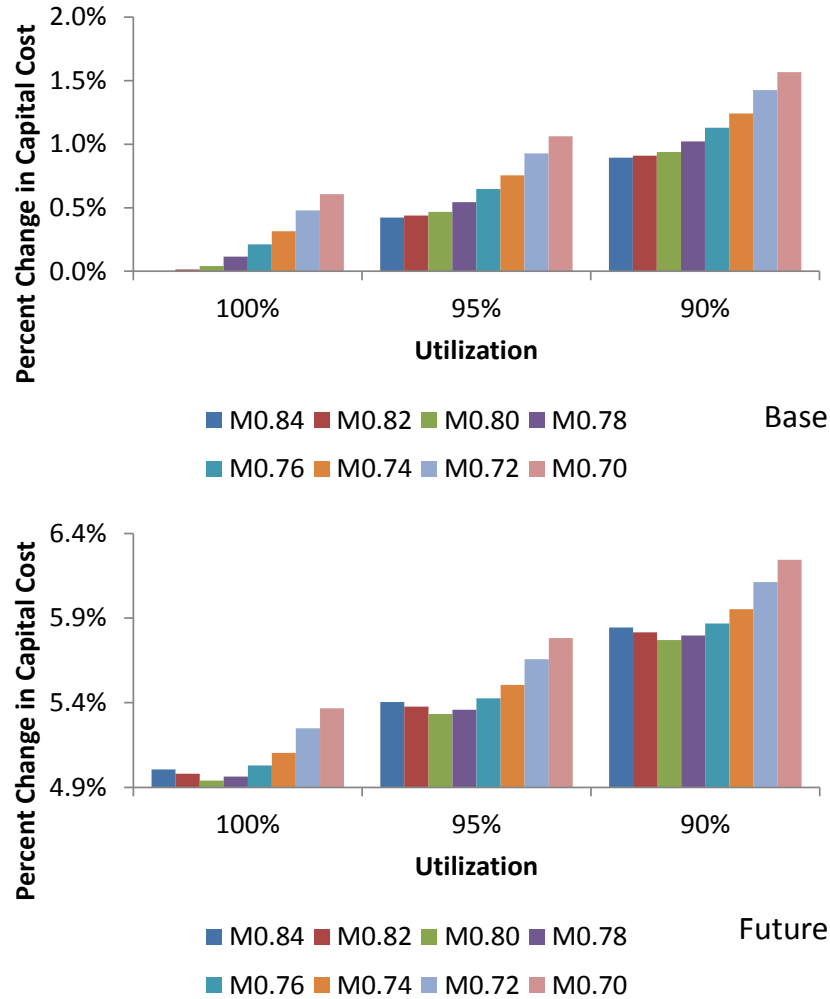 Percent Change in Capital Cost
2.0%
1.5%
1.0%
0.5%
0.0%
100% 95% 90%
Utilization
M0.84 M0.82 M0.80 M0.78
M0.76 M0.74 M0.72 M0.70
Base
Percent Change in Capital Cost
6.4%
5.9%
5.4%
4.9%
100% 95% 90%
Utilization
M0.84 M0.82 M0.80 M0.78
M0.76 M0.74 M0.72 M0.70
Future